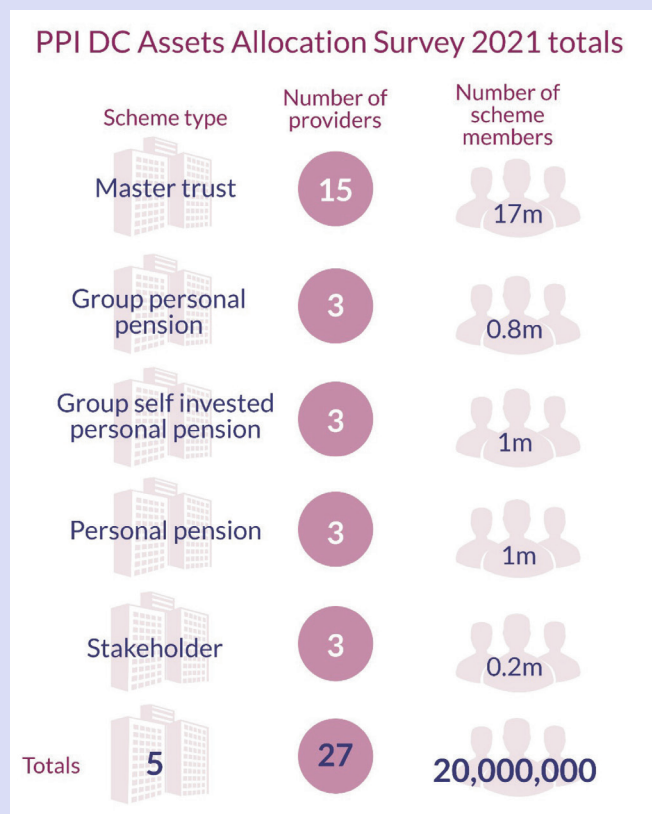 PPI DC Assets Allocation Survey 2021 totals
Scheme type
Number of
providers
Number of
scheme
members
Master trust
15
17m
Group personal
pension
3
0.8m
Group self invested
personal pension
3
1m
Personal pension
3
1m
Stakeholder
3
0.2m
Totals
5
27
20,000,000